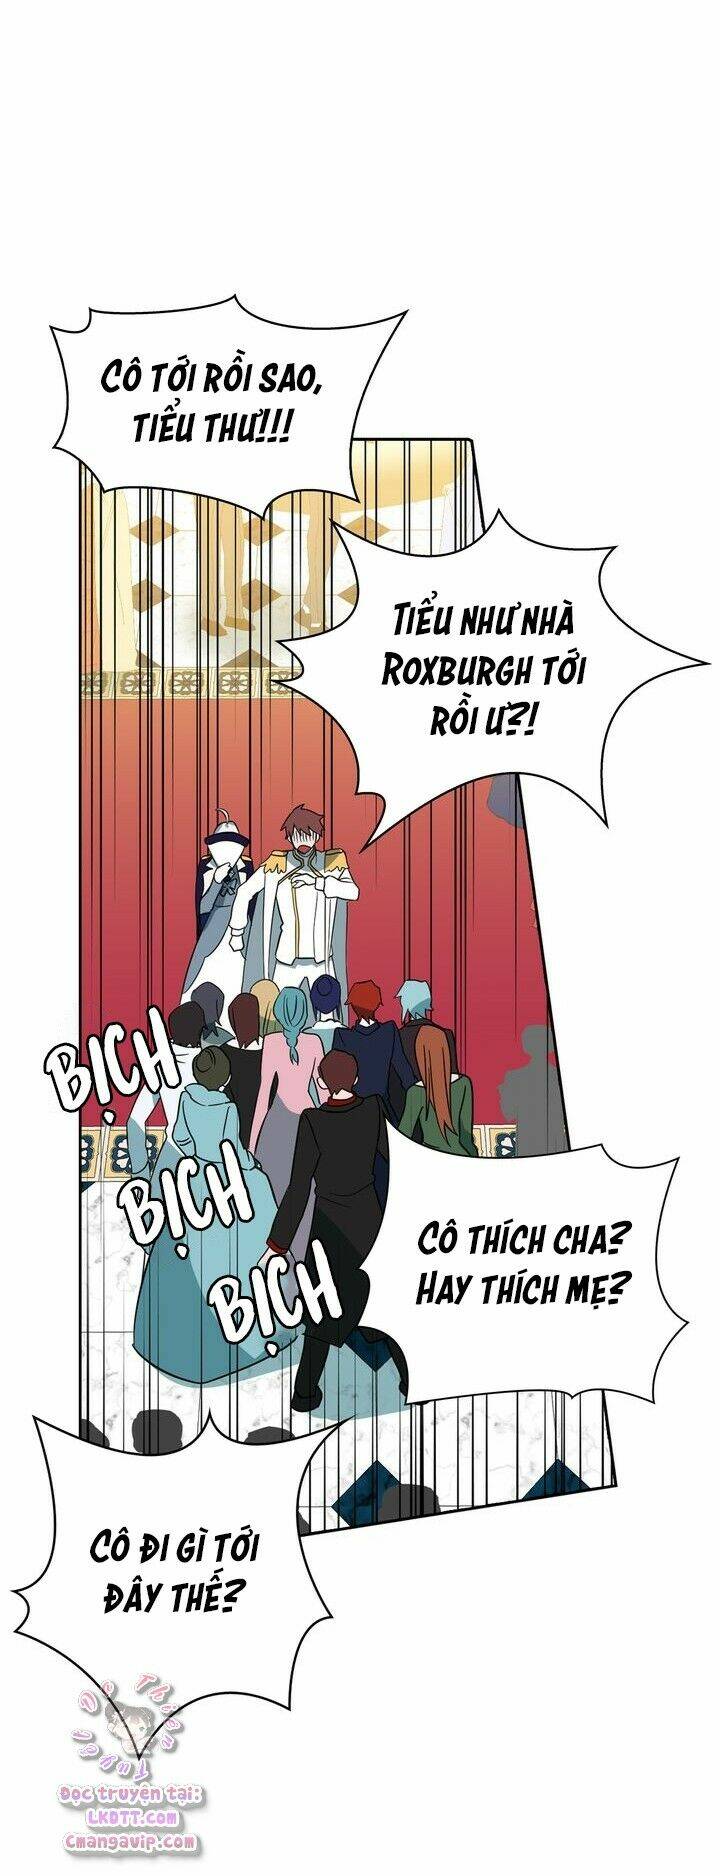 CÔ TỚI RỒI SAO,
TIỂU THƯ!!!
TIỂU NHƯ NHÀ
ROXBURGH TỚI
RỒI Ư?!
BỊCH
BỊCH
BỊCH
CÔ THÍCH CHA?
HAY THÍCH MẸ?
CÔ ĐI GÌ TỚI
ĐÂY THẾ?
Đọc truyện tại:
LKDTT.com
Cmangavip.com